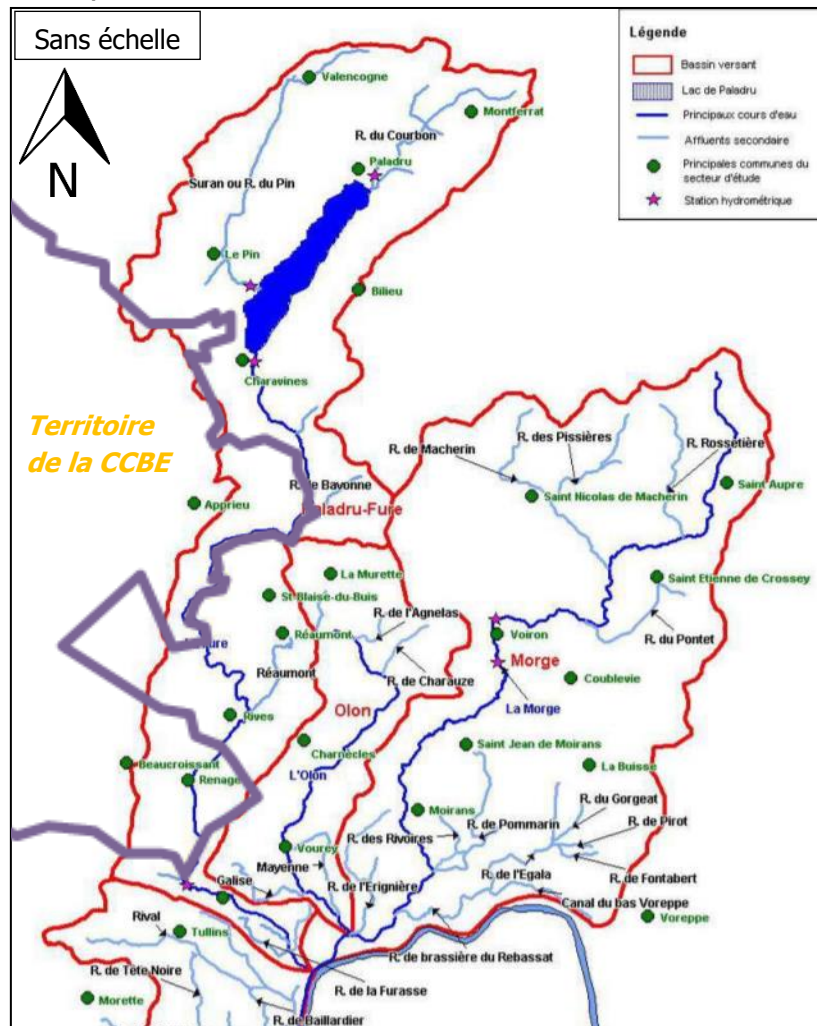 Sans échelle
N
Légende
Bassin versant
Lac de Paladru
Principaux cours d'eau
Affluents secondaire
Principales communes du
secteur d'étude
Station hydrométrique
Valencogne
Montferrat
R. du Courbon
Paladru
Suran ou R. du Pin
Le Pin
Bilieu
Charavines
Territoire
de la CCBE
R. des Pissières
R. de Macherin
R. Rossetière
R. de Bavonne
Saint Nicolas de Macherin
Saint Aupre
Apprieu
Paladru-Fure
La Murette
Saint Etienne de Crossey
St Blaise-du-Buis
R. de l'Agnelas
Réaumont
Voiron
R. du Pontet
Morge
Réaumont
R. de Charauze
Coublevie
La Morge
Olon
Rives
Charnècles
Saint Jean de Moirans
Beaucroissant
La Buisse
Renage
L'Olon
R. du Gorgeat
Moirans
R. de Pommarin
R. de Pirot
R. des Rivoires
Vourey
Mayenne
R. de l'Egala
R. de Fontabert
Galise
R. de l'Erignière
Canal du bas Voreppe
Rival
Voreppe
Tullins
R. de brassière du Rebassat
R. de Tete Noire
R. de la Furasse
Morette
R. de Baillardier